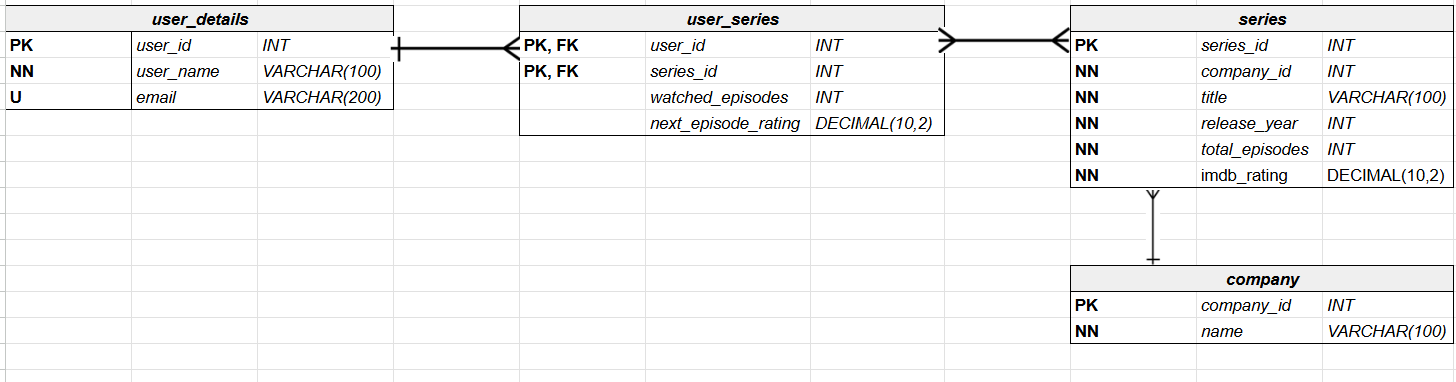 user_details
PK user_id INT
NN user_name VARCHAR(100)
U email VARCHAR(200)
user_series
PK, FK user_id INT
PK, FK series_id INT
watched_episodes INT
next_episode_rating DECIMAL(10,2)
series
PK series_id INT
NN company_id INT
NN title VARCHAR(100)
NN release_year INT
NN total_episodes INT
NN imdb_rating DECIMAL(10,2)
company
PK company_id INT
NN name VARCHAR(100)